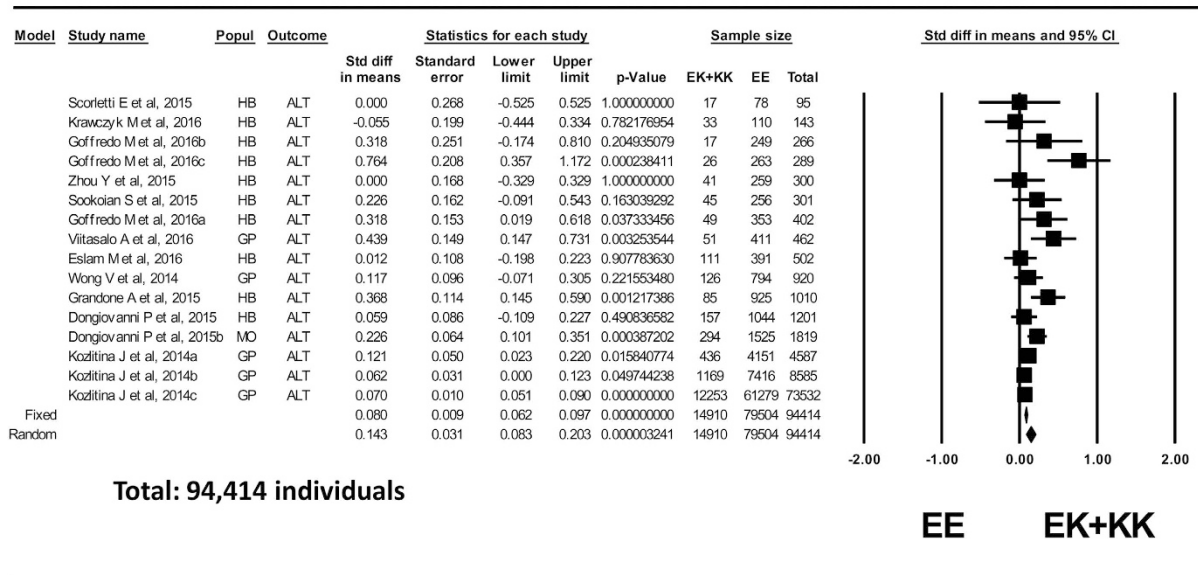 Model Study name Popul Outcome Statistics for each study Sample size Std diff in means and 95% CI
Std diff Standard Lower Upper
in means error limit limit p-Value EK+KK EE Total
Scorletti E et al, 2015 HB ALT 0.000 0.268 -0.525 0.525 1.000000000 17 78 95
Krawczyk M et al, 2016 HB ALT -0.055 0.199 -0.444 0.334 0.782176954 33 110 143
Goffredo M et al, 2016b HB ALT 0.318 0.251 -0.174 0.810 0.204935079 17 249 266
Goffredo M et al, 2016c HB ALT 0.764 0.208 0.357 1.172 0.000238411 26 263 289
Zhou Y et al, 2015 HB ALT 0.000 0.168 -0.329 0.329 1.000000000 41 259 300
Sookoian S et al, 2015 HB ALT 0.226 0.162 -0.091 0.543 0.163039292 45 256 301
Goffredo M et al, 2016a HB ALT 0.318 0.153 0.019 0.618 0.037333456 49 353 402
Viitasalo A et al, 2016 GP ALT 0.439 0.149 0.147 0.731 0.003253544 51 411 462
Eslam M et al, 2016 HB ALT 0.012 0.108 -0.198 0.223 0.907783630 111 391 502
Wong V et al, 2014 GP ALT 0.117 0.096 -0.071 0.305 0.221553480 126 794 920
Grandone A et al, 2015 HB ALT 0.368 0.114 0.145 0.590 0.001217386 85 925 1010
Dongiovanni P et al, 2015 HB ALT 0.059 0.086 -0.109 0.227 0.490836582 157 1044 1201
Dongiovanni P et al, 2015b MO ALT 0.226 0.064 0.101 0.351 0.000387202 294 1525 1819
Kozlitina J et al, 2014a GP ALT 0.121 0.050 0.023 0.220 0.015840774 436 4151 4587
Kozlitina J et al, 2014b GP ALT 0.062 0.031 0.000 0.123 0.049744238 1169 7416 8585
Kozlitina J et al, 2014c GP ALT 0.070 0.010 0.051 0.090 0.000000000 12253 61279 73532
Fixed 0.080 0.009 0.062 0.097 0.000000000 14910 79504 94414
Random 0.143 0.031 0.083 0.203 0.000003241 14910 79504 94414
-2.00 -1.00 0.00 1.00 2.00
Total: 94,414 individuals
EE EK+KK